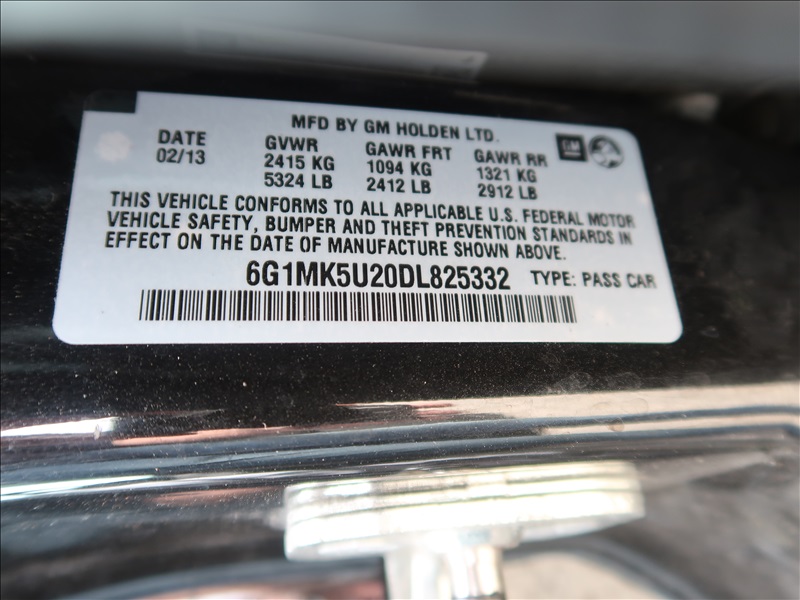 MFD BY GM HOLDEN LTD.
DATE GVWR GAWR FRT GAWR RR GM
02/13 2415 KG 1094 KG 1321 KG
5324 LB 2412 LB 2912 LB
THIS VEHICLE CONFORMS TO ALL APPLICABLE U.S. FEDERAL MOTOR
VEHICLE SAFETY, BUMPER AND THEFT PREVENTION STANDARDS IN
EFFECT ON THE DATE OF MANUFACTURE SHOWN ABOVE.
6G1MK5U20DL825332 TYPE: PASS CAR